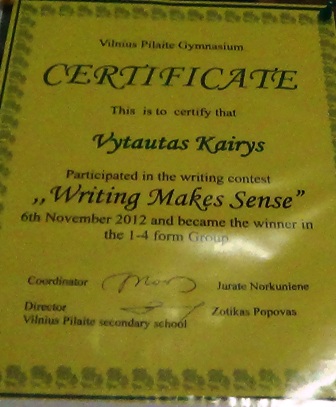 Vilnius Pilaite Gymnasium
CERTIFICATE
This is to certify that
Vytautas Kairys
Participated in the writing contest
„Writing Makes Sense”
6th November 2012 and became the winner in
the 1-4 form Group
Coordinator Jurate Norkuniene
Director Zotikas Popovas
Vilnius Pilaite secondary school